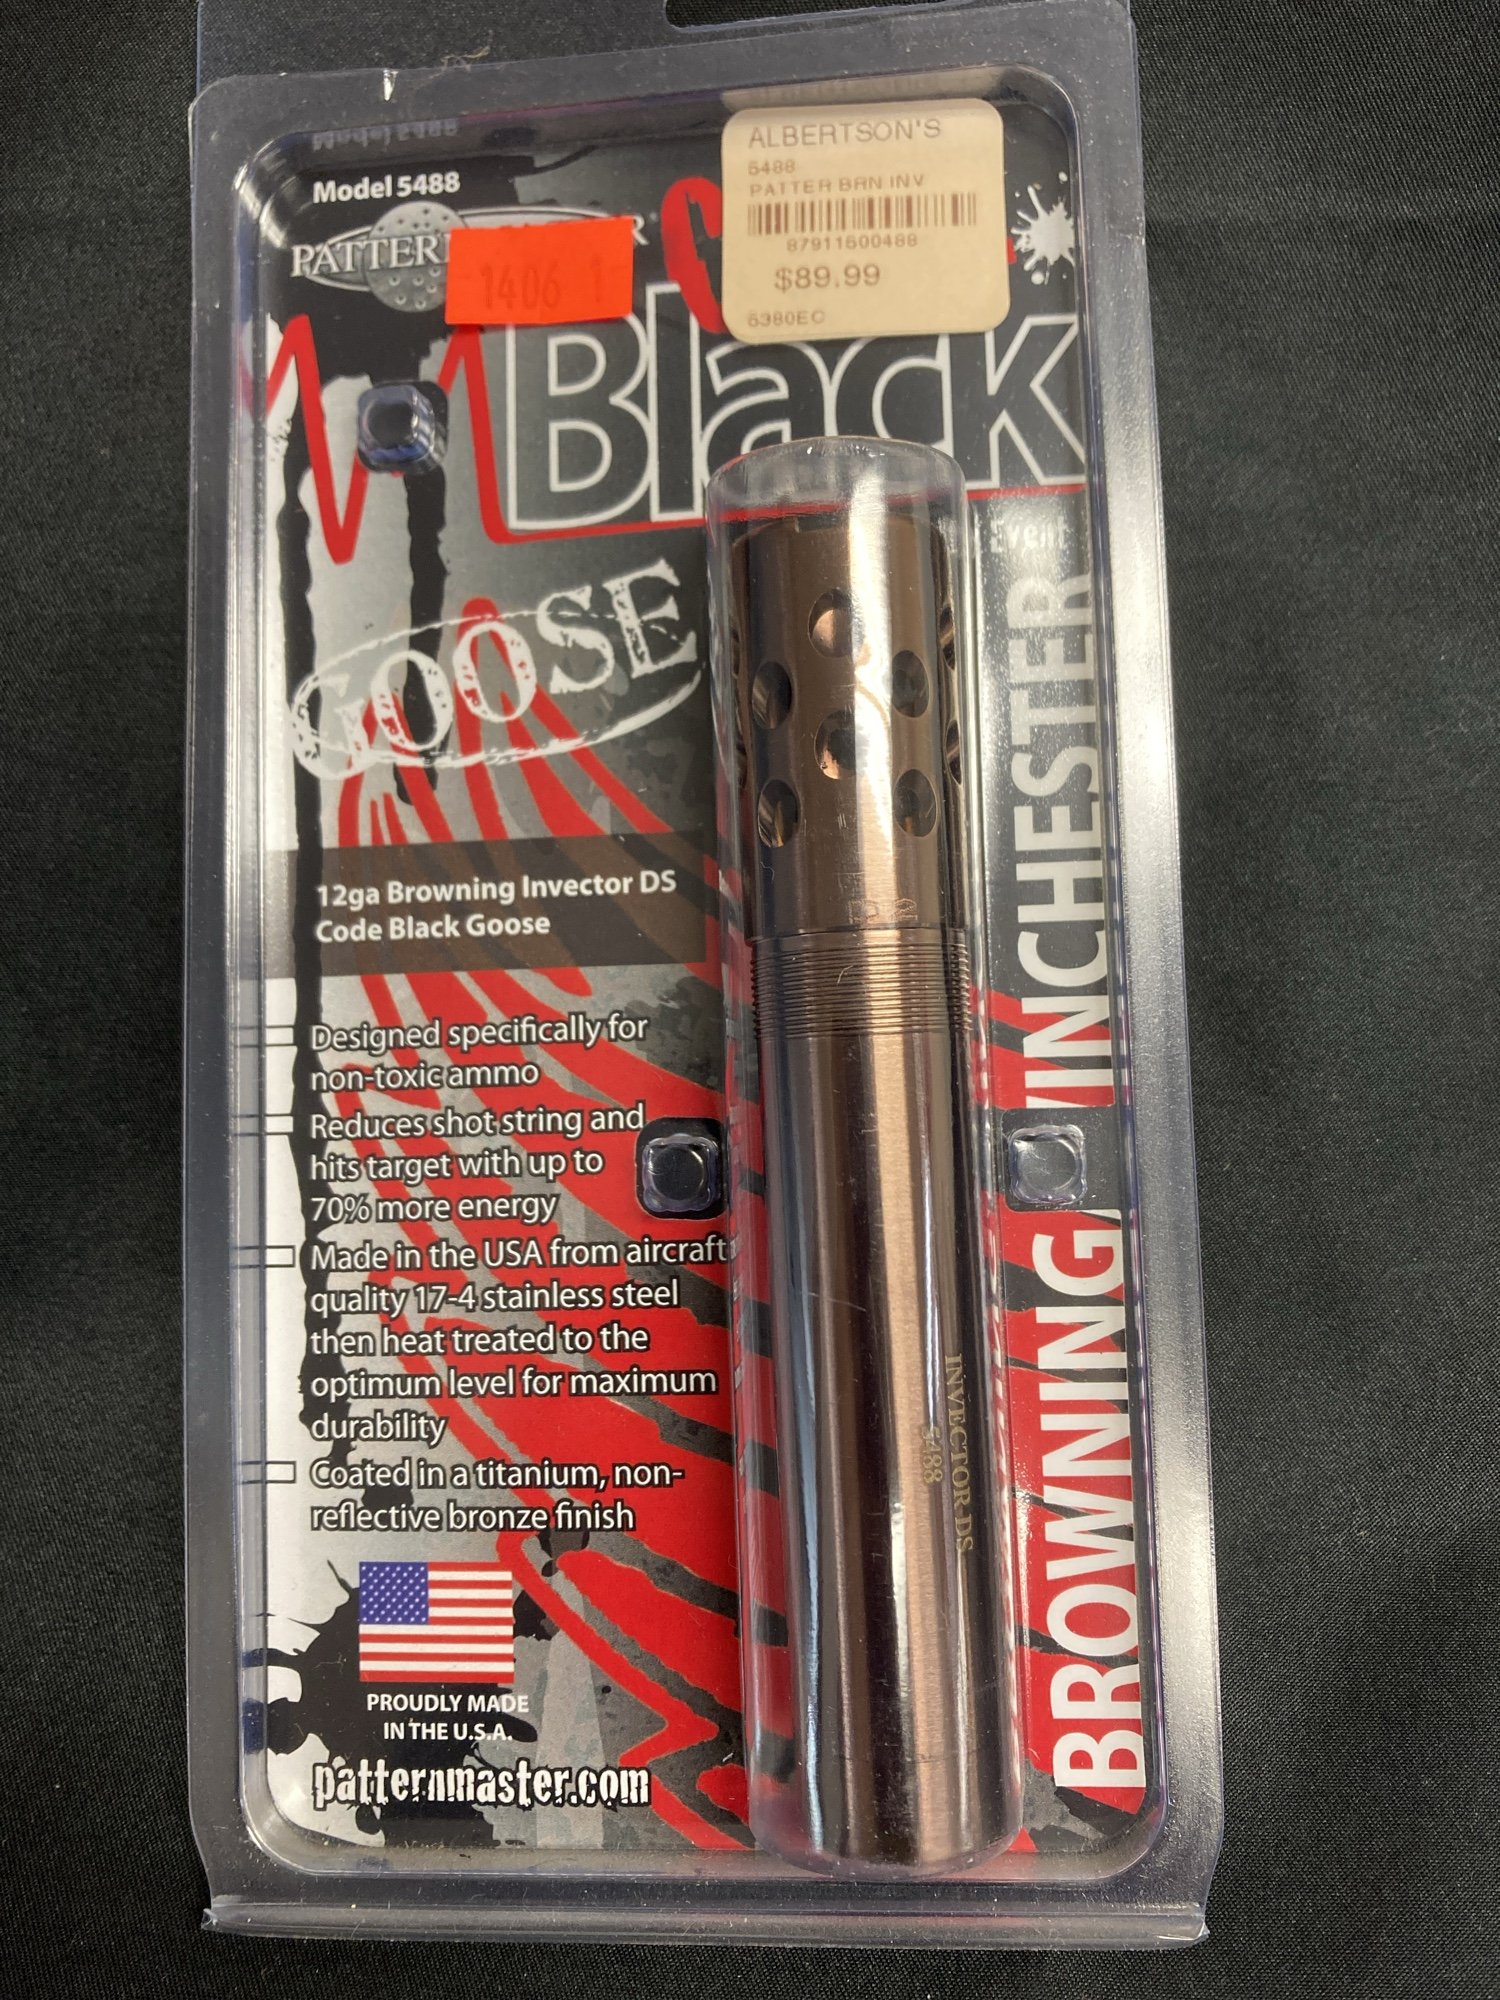 Model 5488
ALBERTSON'S
5488
PATTER BRN INV
87911500488
$89.99
5380EC
1406 1
Black
Event
GOOSE
12ga Browning Invector DS
Code Black Goose
Designed specifically for
non-toxic ammo
Reduces shot string and
hits target with up to
70% more energy
Made in the USA from aircraft
quality 17-4 stainless steel
then heat treated to the
optimum level for maximum
durability
Coated in a titanium, non-
reflective bronze finish
PROUDLY MADE
IN THE U.S.A.
patternmaster.com
INVECTOR-DS
5488
BROWNING/WINCHESTER